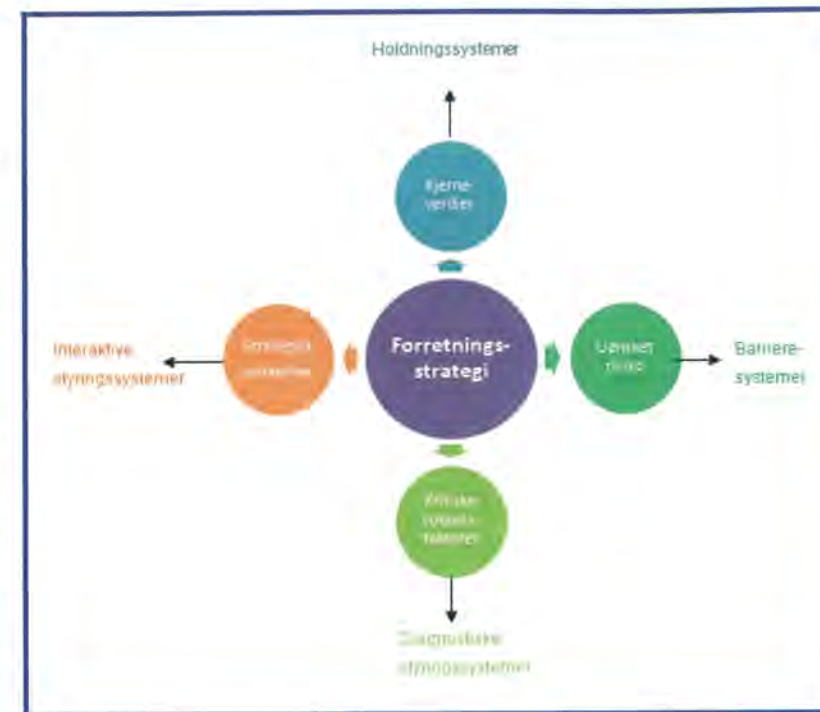 Holdningssystemer
Kjerne-
verdier
Interaktive
styringssystemer
Forretnings-
strategi
Uønsket
risiko
Barriere-
systemer
Kritiske
suksess-
faktorer
Diagnostiske
styringssystemer